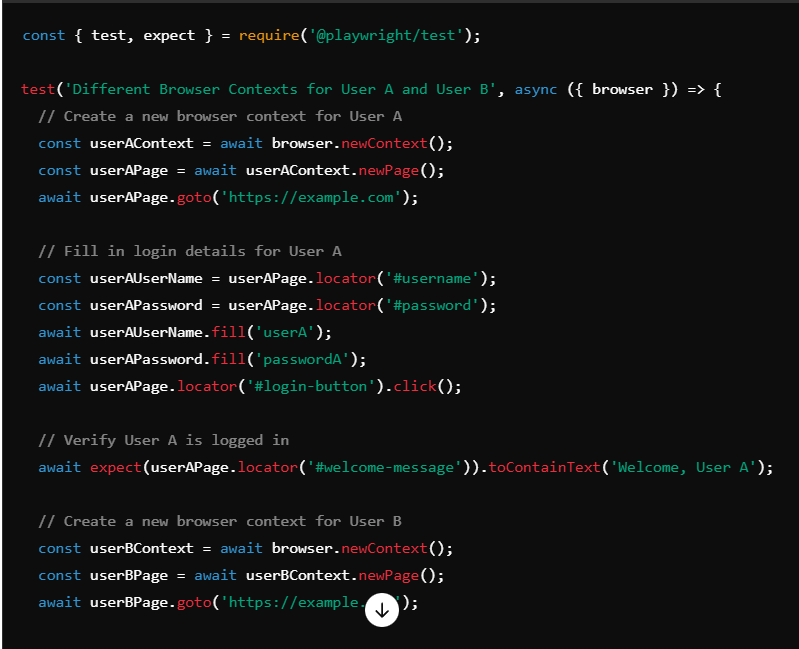 const { test, expect } = require('@playwright/test');
test('Different Browser Contexts for User A and User B', async ({ browser }) => {
// Create a new browser context for User A
const userAContext = await browser.newContext();
const userAPage = await userAContext.newPage();
await userAPage.goto('https://example.com');
// Fill in login details for User A
const userAUserName = userAPage.locator('#username');
const userAPassword = userAPage.locator('#password');
await userAUserName.fill('userA');
await userAPassword.fill('passwordA');
await userAPage.locator('#login-button').click();
// Verify User A is logged in
await expect(userAPage.locator('#welcome-message')).toContainText('Welcome, User A');
// Create a new browser context for User B
const userBContext = await browser.newContext();
const userBPage = await userBContext.newPage();
await userBPage.goto('https://example. ');